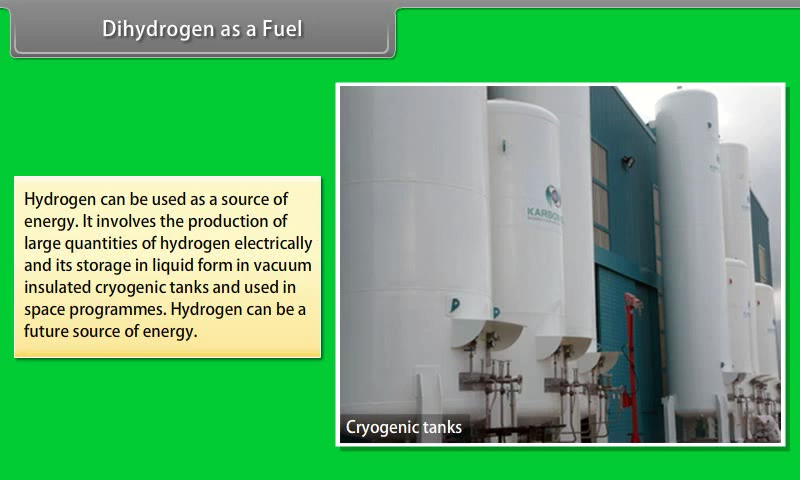 Dihydrogen as a Fuel
Hydrogen can be used as a source of
energy. It involves the production of
large quantities of hydrogen electrically
and its storage in liquid form in vacuum
insulated cryogenic tanks and used in
space programmes. Hydrogen can be a
future source of energy.
Cryogenic tanks